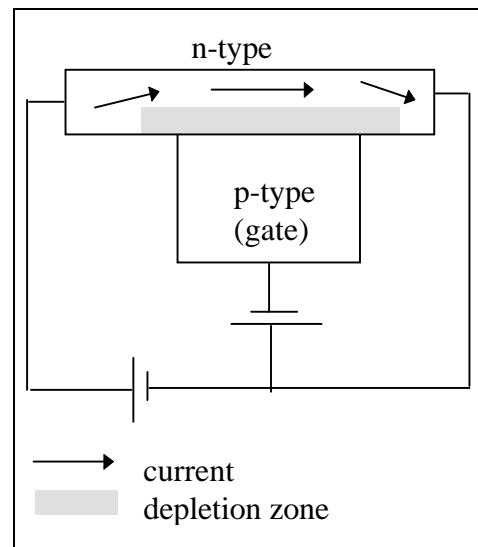 n-type
p-type
(gate)
current
depletion zone